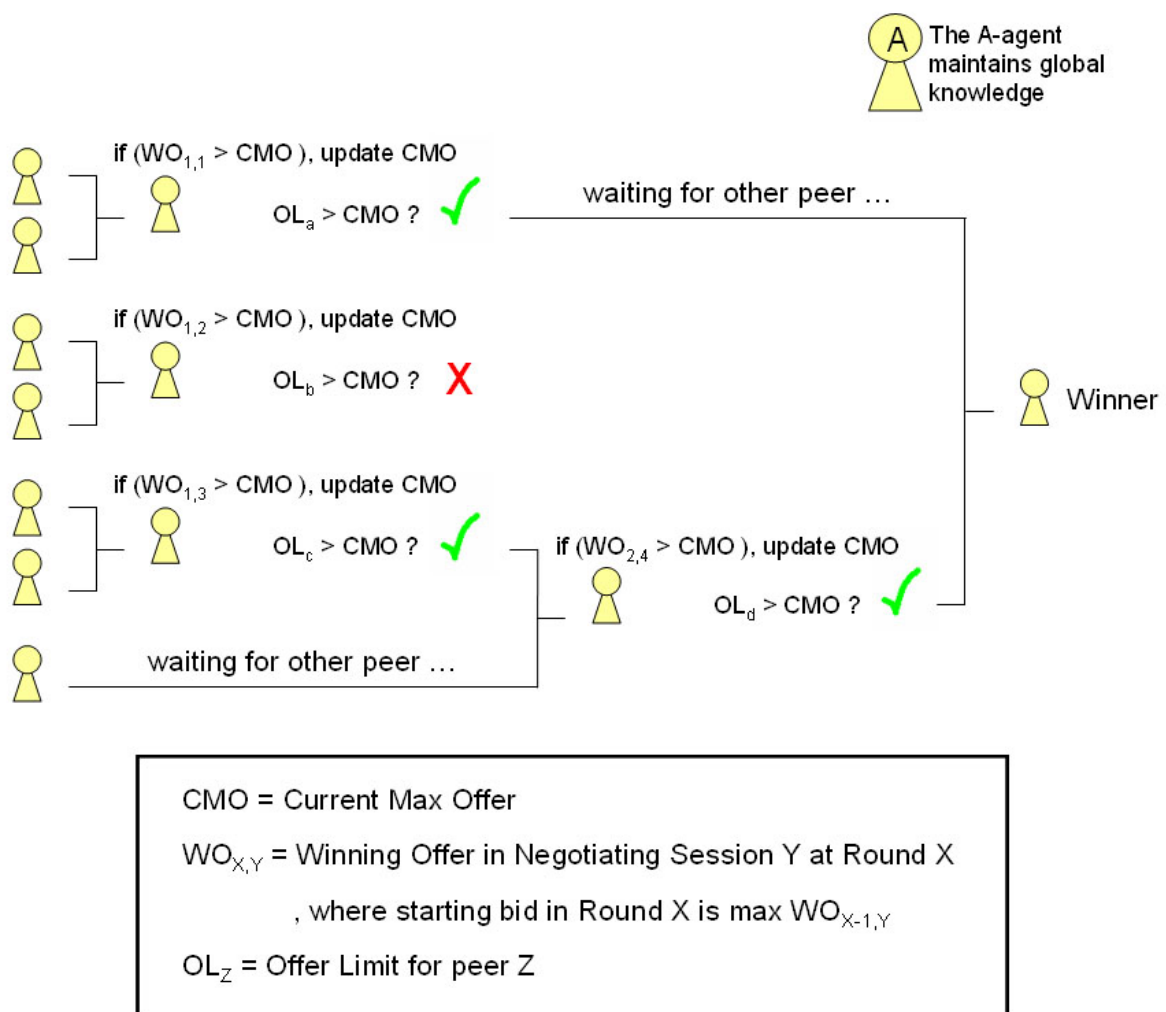 A
The A-agent
maintains global
knowledge
if (WO1,1 > CMO ), update CMO
OLa > CMO ?
waiting for other peer ...
if (WO1,2 > CMO ), update CMO
OLb > CMO ?
X
Winner
if (WO1,3 > CMO ), update CMO
OLc > CMO ?
if (WO2,4 > CMO ), update CMO
OLd > CMO ?
waiting for other peer ...
CMO = Current Max Offer
WOX,Y = Winning Offer in Negotiating Session Y at Round X
, where starting bid in Round X is max WOX-1,Y
OLZ = Offer Limit for peer Z